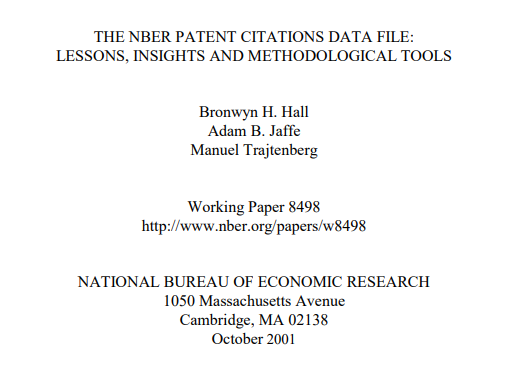 THE NBER PATENT CITATIONS DATA FILE:
LESSONS, INSIGHTS AND METHODOLOGICAL TOOLS
Bronwyn H. Hall
Adam B. Jaffe
Manuel Trajtenberg
Working Paper 8498
http://www.nber.org/papers/w8498
NATIONAL BUREAU OF ECONOMIC RESEARCH
1050 Massachusetts Avenue
Cambridge, MA 02138
October 2001